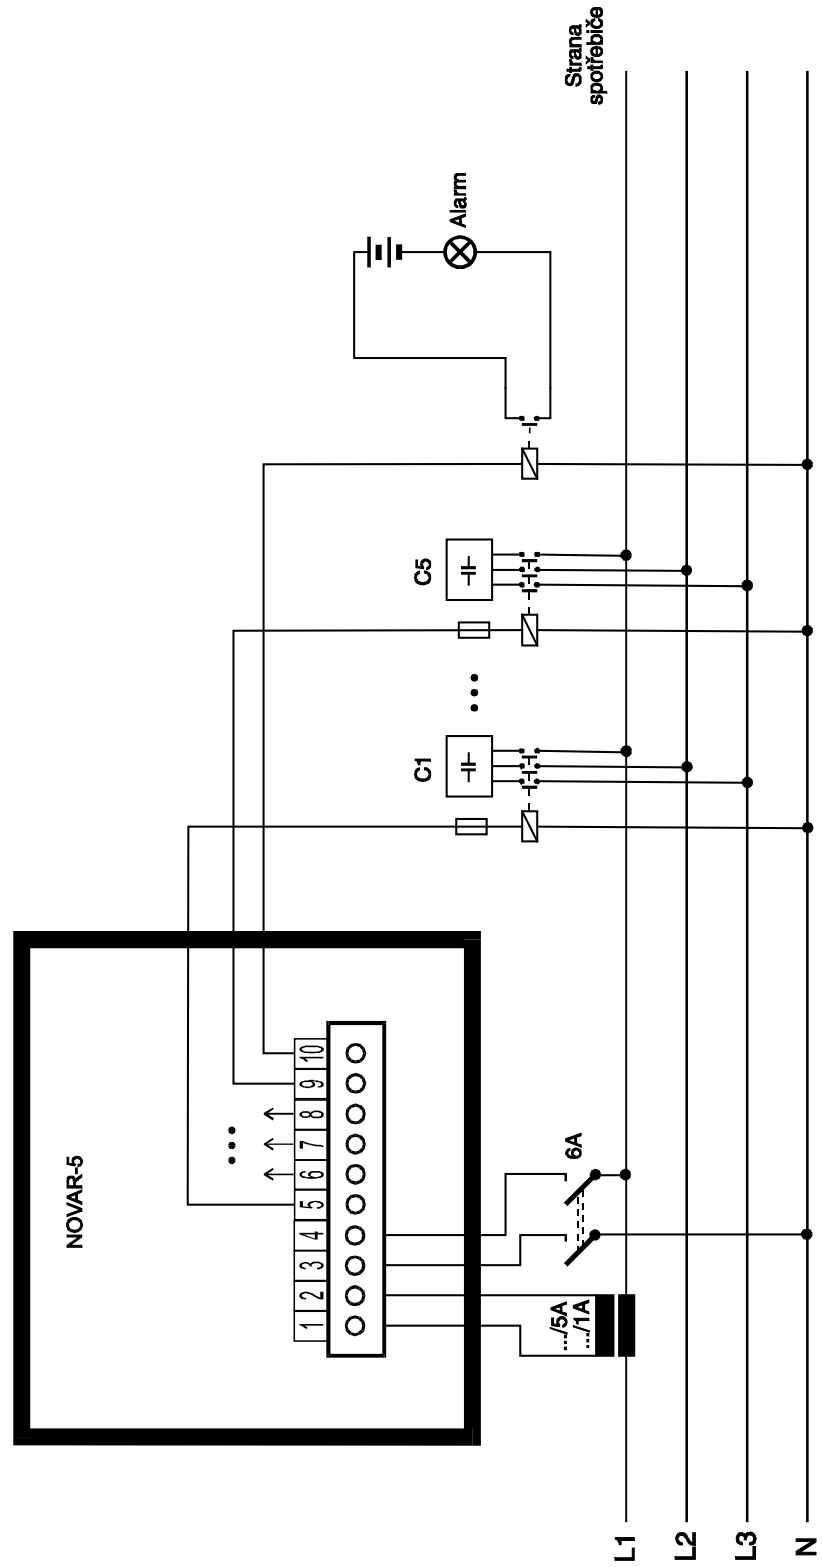 NOVAR-5
1 2 3 4 5 6 7 8 9 10
.../5A
.../1A
6A
C1
C5
Alarm
Strana
spotřebiče
L1
L2
L3
N